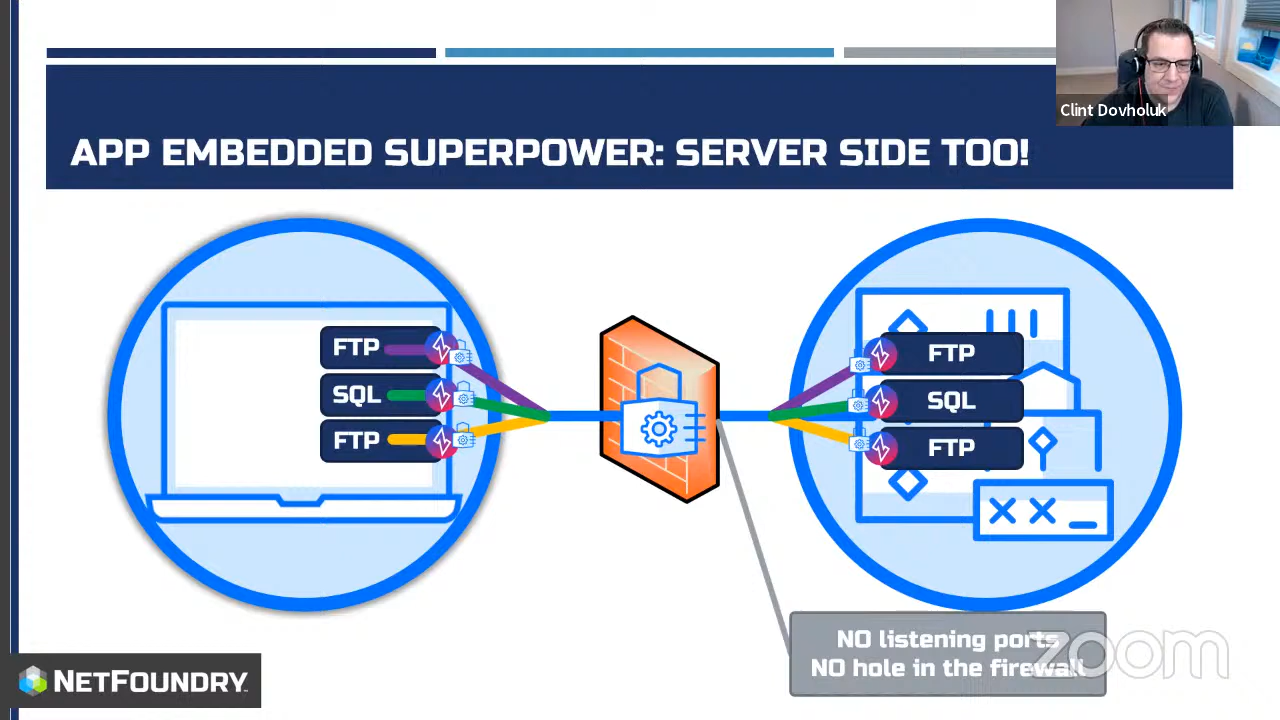 Clint Dovholuk
APP EMBEDDED SUPERPOWER: SERVER SIDE TOO!
FTP
SQL
FTP
FTP
SQL
FTP
NO listening ports
NO hole in the firewall
zoom
NETFOUNDRY